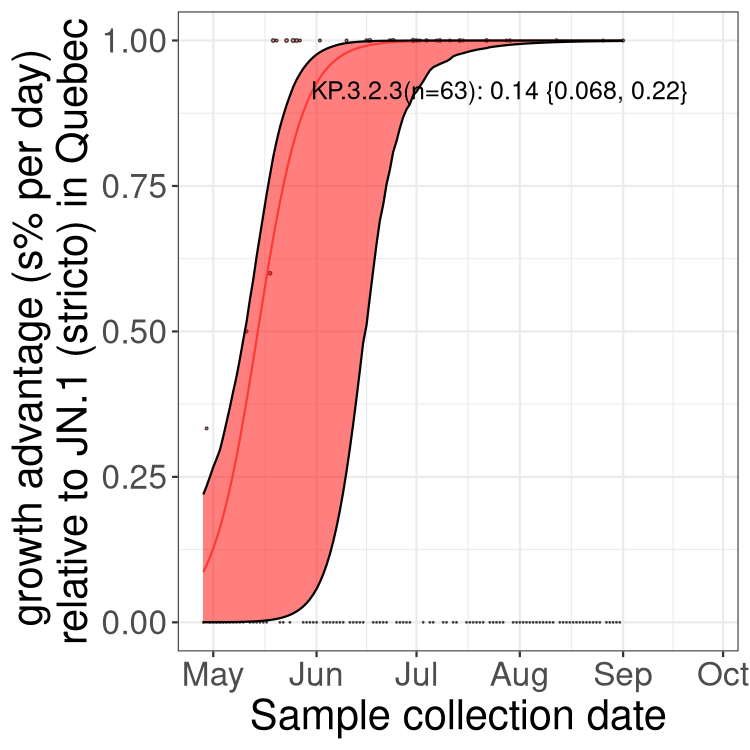 growth advantage (s% per day)
relative to JN.1 (stricto) in Quebec
1.00
0.75
0.50
0.25
0.00
KP.3.2.3(n=63): 0.14 {0.068, 0.22}
May Jun Jul Aug Sep Oct
Sample collection date